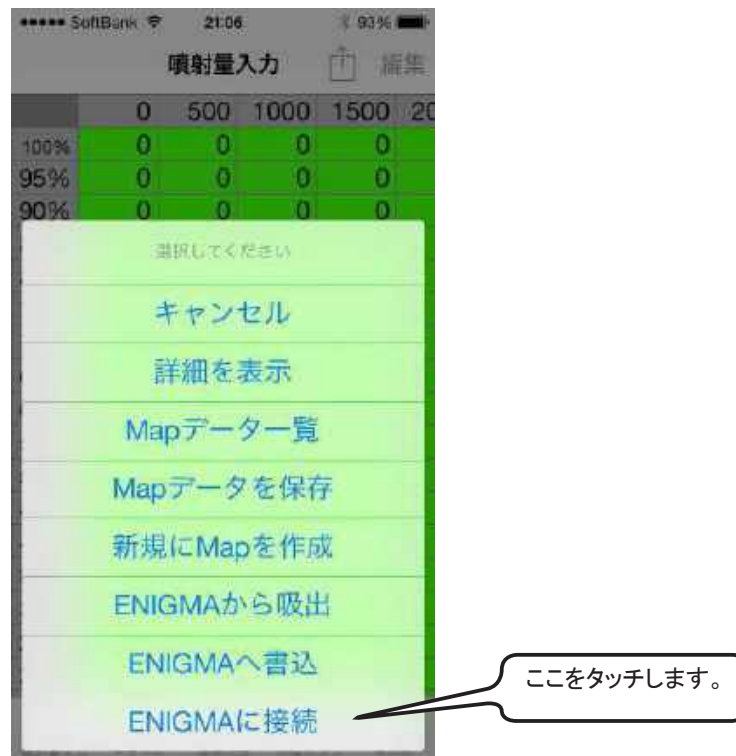 SoftBank 21:06 93%
噴射量入力 編集
0 500 1000 1500 20
100% 0 0 0 0
95% 0 0 0 0
90% 0 0 0 0
選択してください
キャンセル
詳細を表示
Mapデータ一覧
Mapデータを保存
新規にMapを作成
ENIGMAから吸出
ENIGMAへ書込
ENIGMAに接続
ここをタッチします。